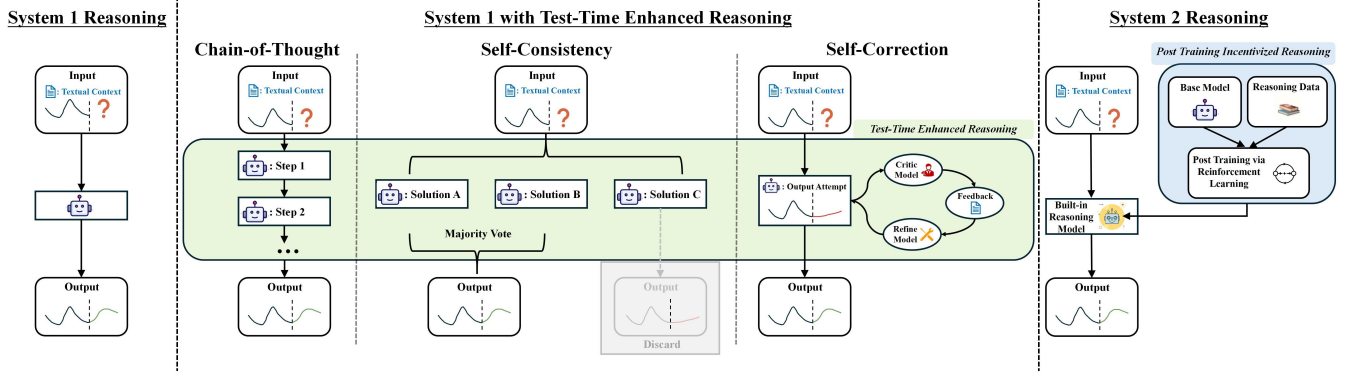 System 1 Reasoning
Input
: Textual Context
?
Output
System 1 with Test-Time Enhanced Reasoning
Chain-of-Thought
Input
: Textual Context
?
: Step 1
: Step 2
...
Output
Self-Consistency
Input
: Textual Context
?
: Solution A
: Solution B
: Solution C
Majority Vote
Output
Output
Discard
Self-Correction
Input
: Textual Context
?
Test-Time Enhanced Reasoning
: Output Attempt
Critic
Model
Feedback
Refine
Model
Output
System 2 Reasoning
Input
: Textual Context
?
Post Training Incentivized Reasoning
Base Model
Reasoning Data
Post Training via
Reinforcement
Learning
Built-in
Reasoning
Model
Output